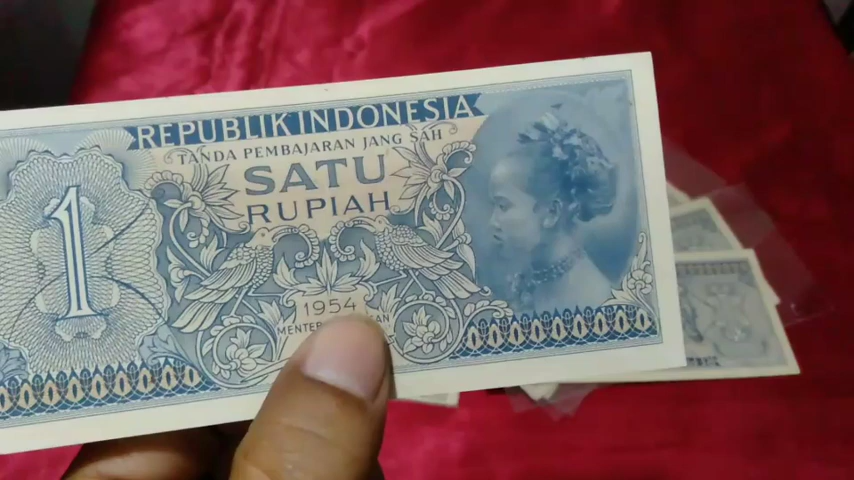 REPUBLIK INDONESIA
TANDA PEMBAJARAN JANG SAH
SATU
RUPIAH
1
1954